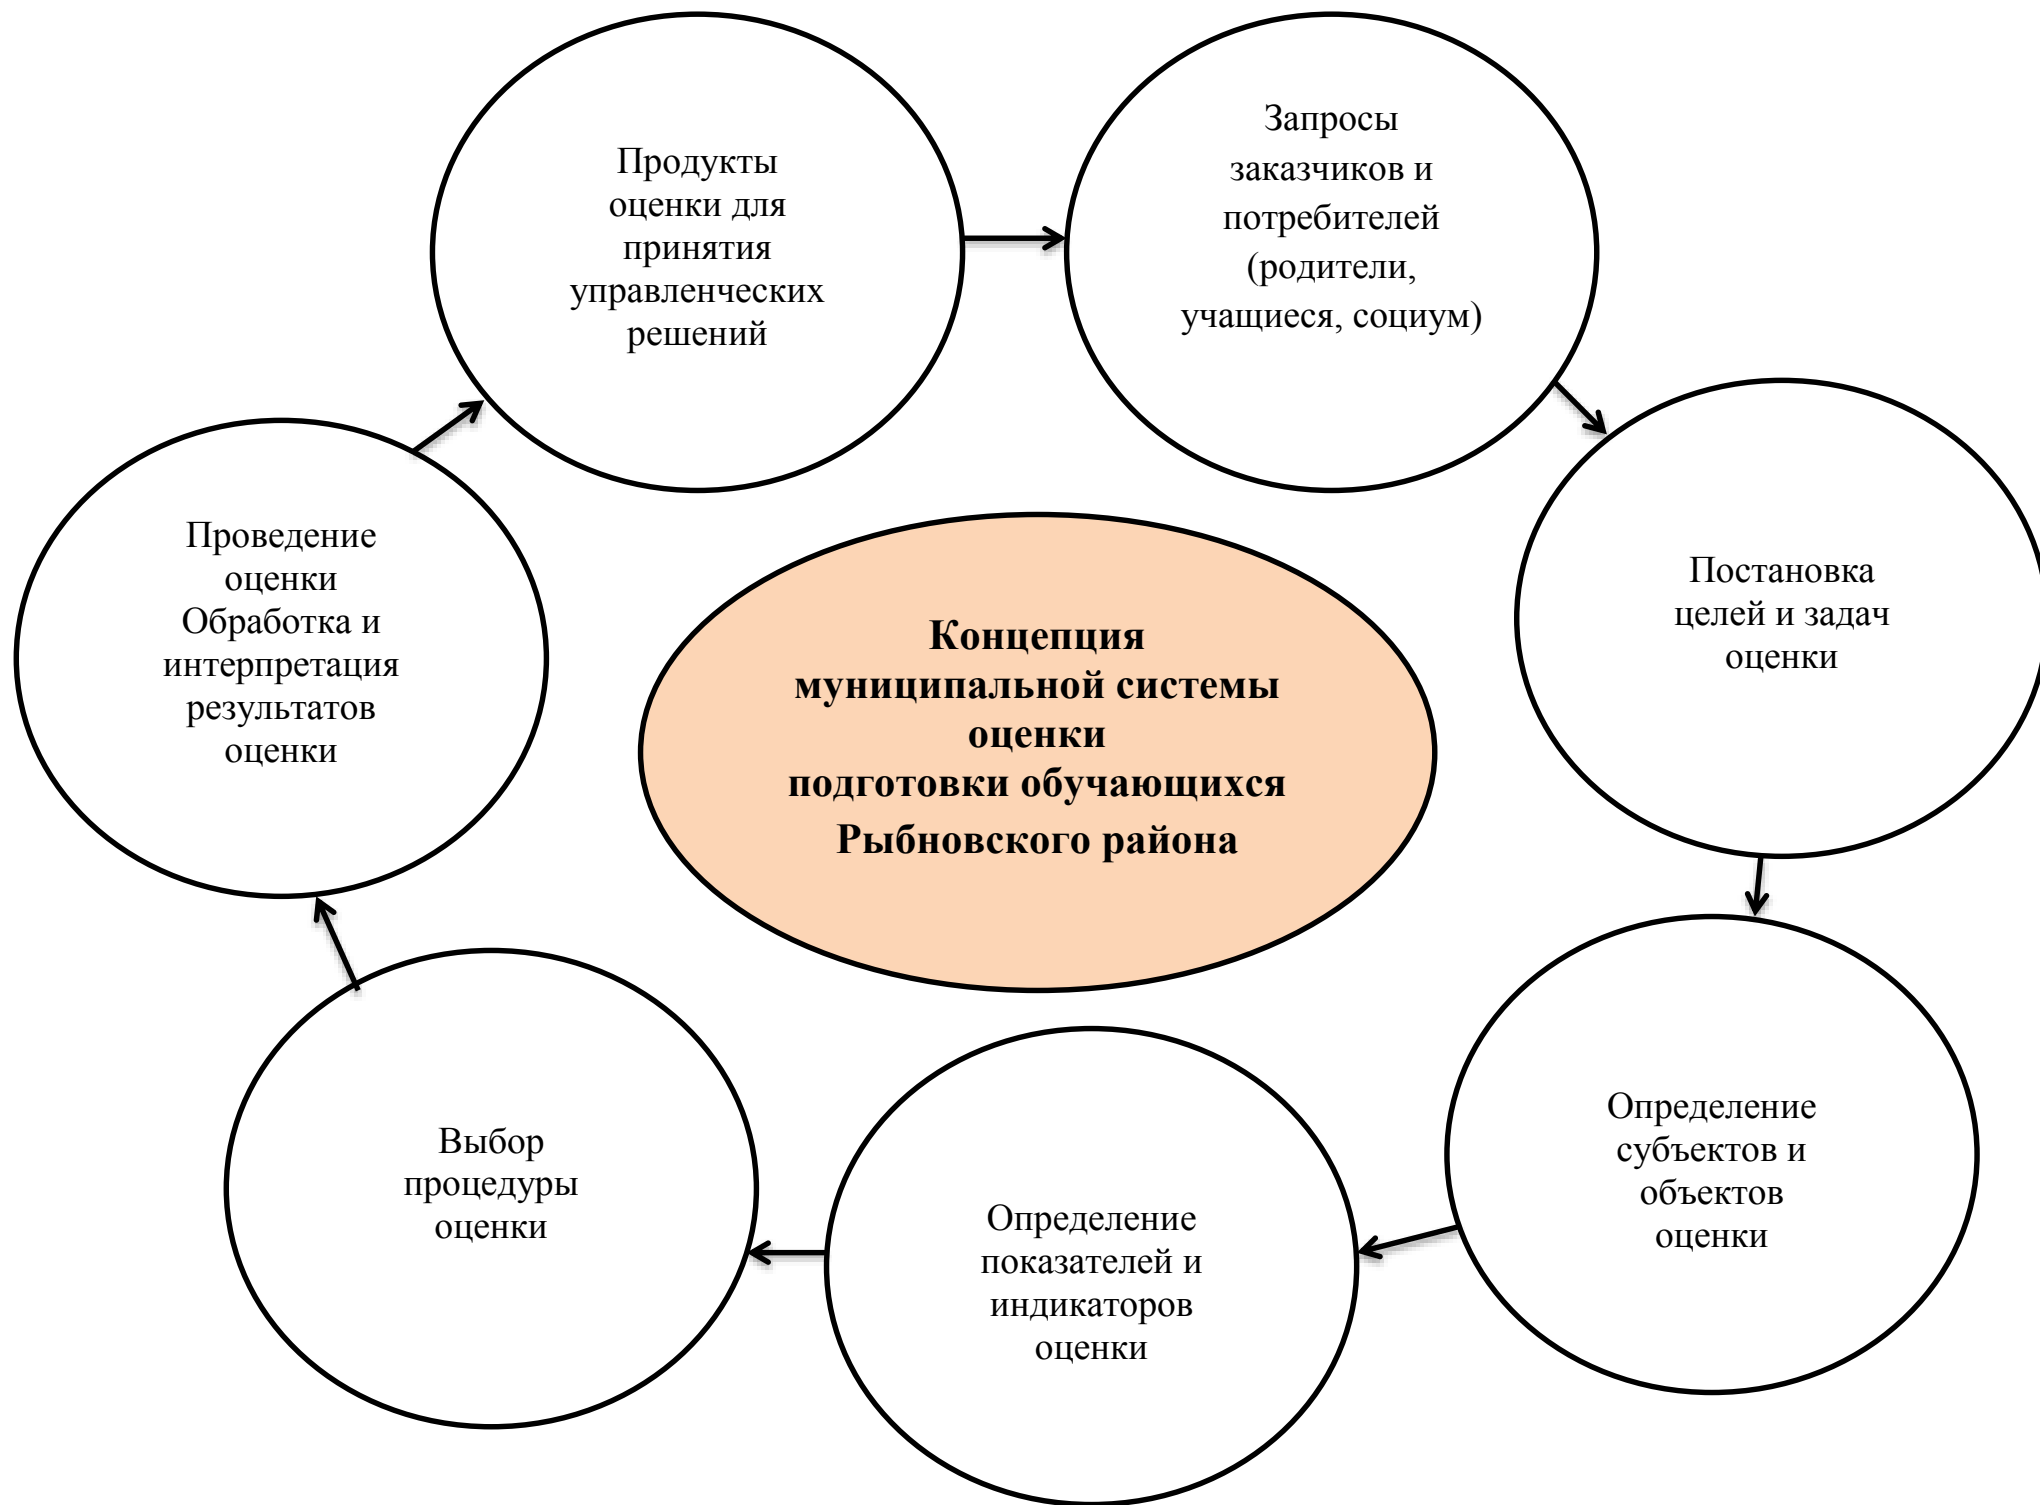 Продукты
оценки для
принятия
управленческих
решений
Запросы
заказчиков и
потребителей
(родители,
учащиеся, социум)
Постановка
целей и задач
оценки
Определение
субъектов и
объектов
оценки
Определение
показателей и
индикаторов
оценки
Выбор
процедуры
оценки
Проведение
оценки
Обработка и
интерпретация
результатов
оценки
Концепция
муниципальной системы
оценки
подготовки обучающихся
Рыбновского района